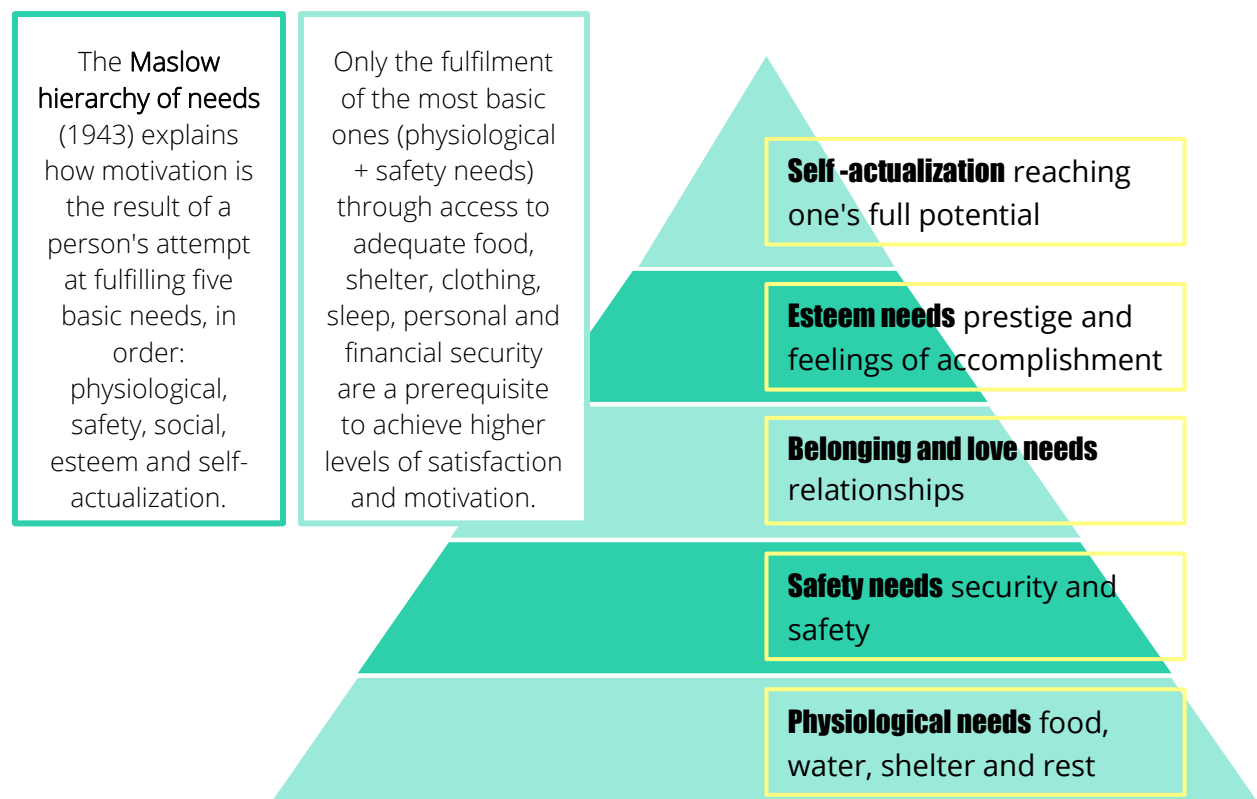 The Maslow
hierarchy of needs
(1943) explains
how motivation is
the result of a
person's attempt
at fulfilling five
basic needs, in
order:
physiological,
safety, social,
esteem and self-
actualization.
Only the fulfilment
of the most basic
ones (physiological
+ safety needs)
through access to
adequate food,
shelter, clothing,
sleep, personal and
financial security
are a prerequisite
to achieve higher
levels of satisfaction
and motivation.
Self -actualization reaching
one's full potential
Esteem needs prestige and
feelings of accomplishment
Belonging and love needs
relationships
Safety needs security and
safety
Physiological needs food,
water, shelter and rest